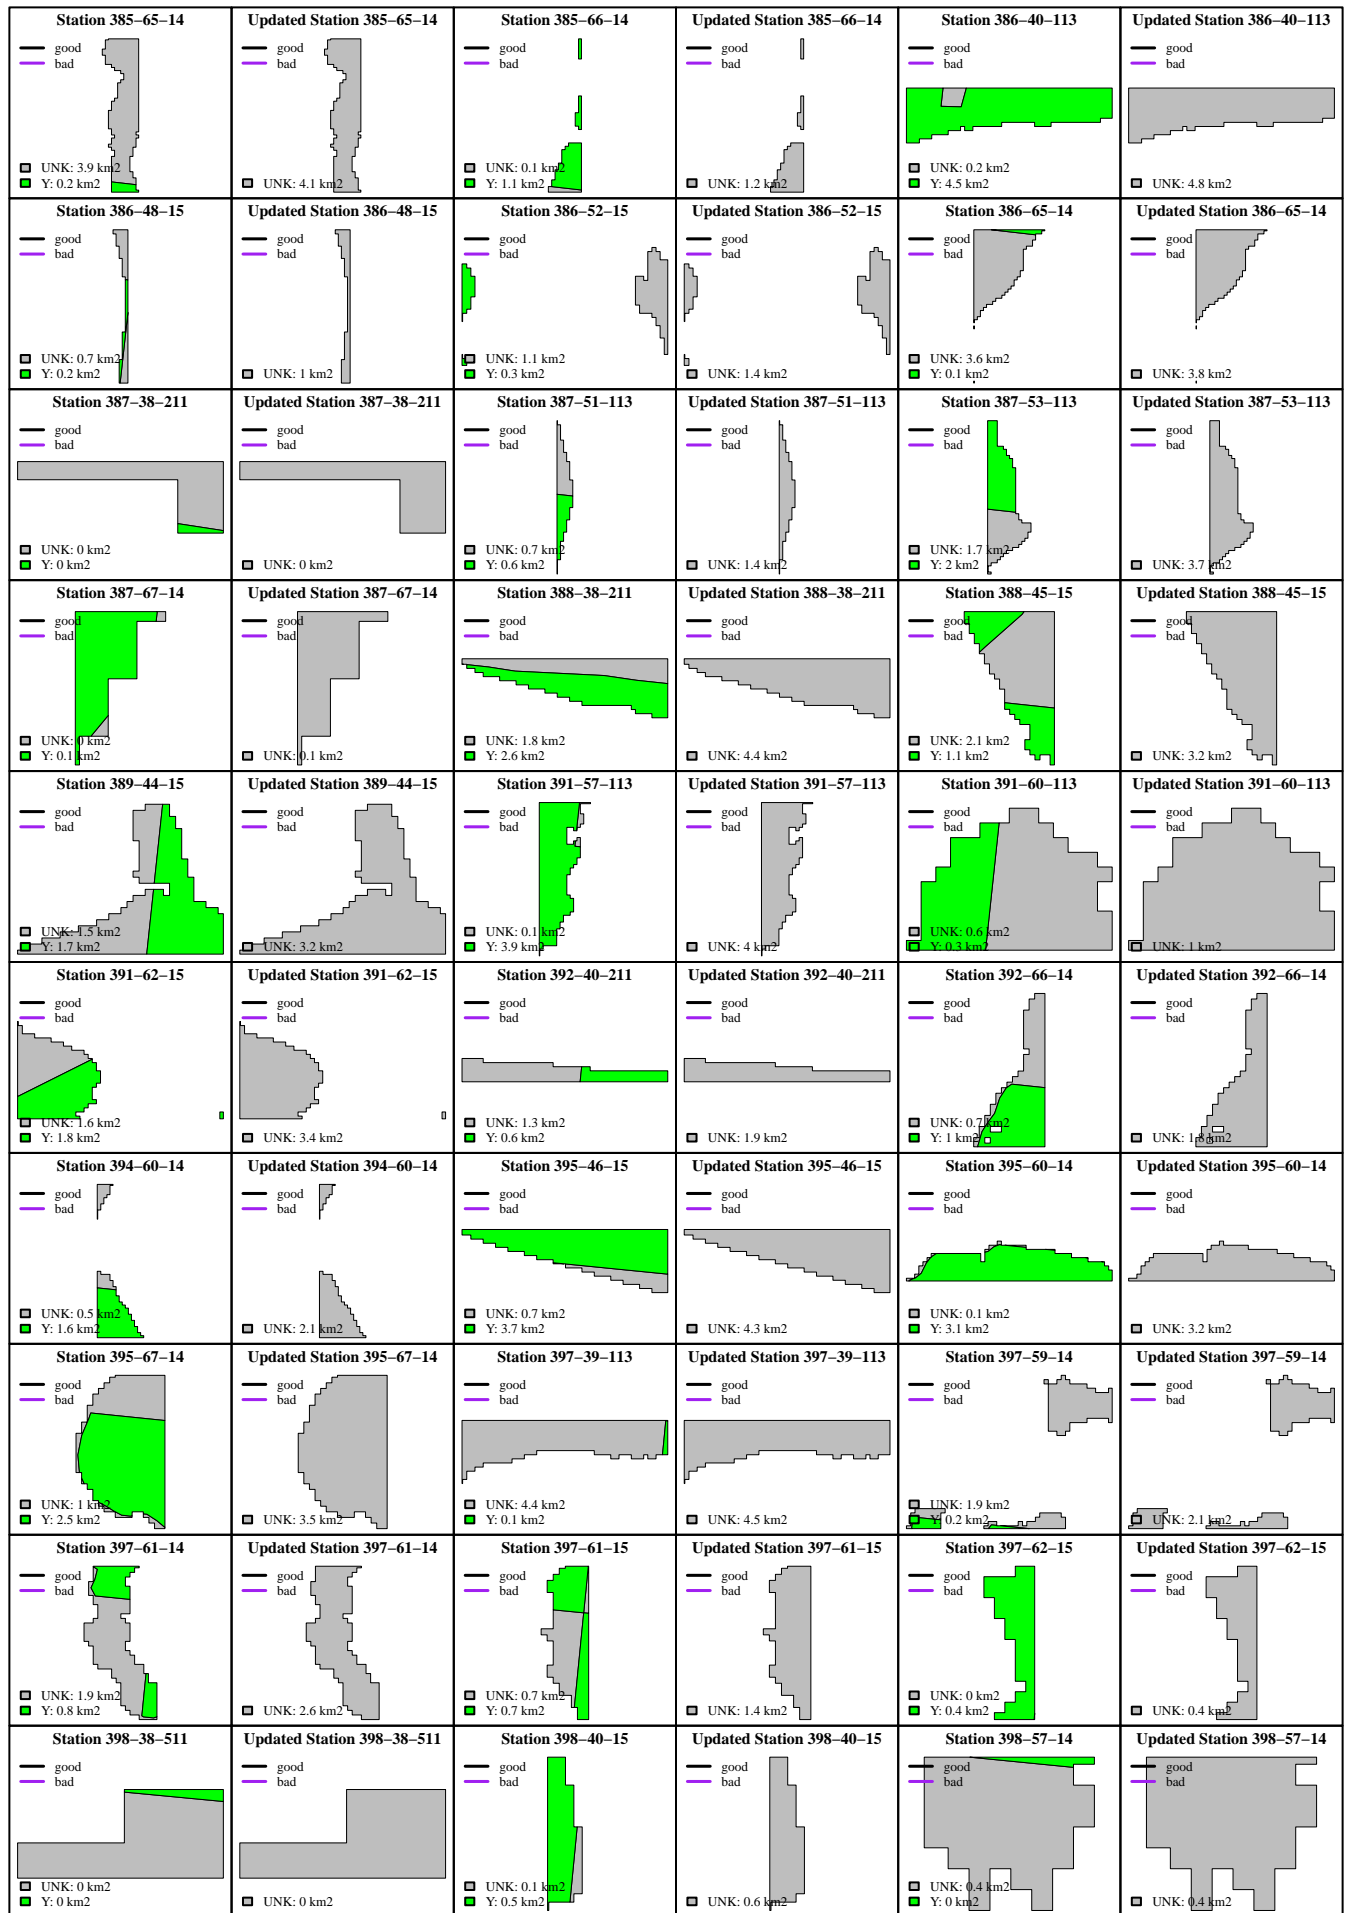 Station 385−65−14
good
bad
UNK: 3.9 km2
Y: 0.2 km2
Updated Station 385−65−14
good
bad
UNK: 4.1 km2
Station 385−66−14
good
bad
UNK: 0.1 km2
Y: 1.1 km2
Updated Station 385−66−14
good
bad
UNK: 1.2 km2
Station 386−40−113
good
bad
UNK: 0.2 km2
Y: 4.5 km2
Updated Station 386−40−113
good
bad
UNK: 4.8 km2
Station 386−48−15
good
bad
UNK: 0.7 km2
Y: 0.2 km2
Updated Station 386−48−15
good
bad
UNK: 1 km2
Station 386−52−15
good
bad
UNK: 1.1 km2
Y: 0.3 km2
Updated Station 386−52−15
good
bad
UNK: 1.4 km2
Station 386−65−14
good
bad
UNK: 3.6 km2
Y: 0.1 km2
Updated Station 386−65−14
good
bad
UNK: 3.8 km2
Station 387−38−211
good
bad
UNK: 0 km2
Y: 0 km2
Updated Station 387−38−211
good
bad
UNK: 0 km2
Station 387−51−113
good
bad
UNK: 0.7 km2
Y: 0.6 km2
Updated Station 387−51−113
good
bad
UNK: 1.4 km2
Station 387−53−113
good
bad
UNK: 1.7 km2
Y: 2 km2
Updated Station 387−53−113
good
bad
UNK: 3.7 km2
Station 387−67−14
good
bad
UNK: 0 km2
Y: 0.1 km2
Updated Station 387−67−14
good
bad
UNK: 0.1 km2
Station 388−38−211
good
bad
UNK: 1.8 km2
Y: 2.6 km2
Updated Station 388−38−211
good
bad
UNK: 4.4 km2
Station 388−45−15
good
bad
UNK: 2.1 km2
Y: 1.1 km2
Updated Station 388−45−15
good
bad
UNK: 3.2 km2
Station 389−44−15
good
bad
UNK: 1.5 km2
Y: 1.7 km2
Updated Station 389−44−15
good
bad
UNK: 3.2 km2
Station 391−57−113
good
bad
UNK: 0.1 km2
Y: 3.9 km2
Updated Station 391−57−113
good
bad
UNK: 4 km2
Station 391−60−113
good
bad
UNK: 0.6 km2
Y: 0.3 km2
Updated Station 391−60−113
good
bad
UNK: 1 km2
Station 391−62−15
good
bad
UNK: 1.6 km2
Y: 1.8 km2
Updated Station 391−62−15
good
bad
UNK: 3.4 km2
Station 392−40−211
good
bad
UNK: 1.3 km2
Y: 0.6 km2
Updated Station 392−40−211
good
bad
UNK: 1.9 km2
Station 392−66−14
good
bad
UNK: 0.7 km2
Y: 1 km2
Updated Station 392−66−14
good
bad
UNK: 1.8 km2
Station 394−60−14
good
bad
UNK: 0.5 km2
Y: 1.6 km2
Updated Station 394−60−14
good
bad
UNK: 2.1 km2
Station 395−46−15
good
bad
UNK: 0.7 km2
Y: 3.7 km2
Updated Station 395−46−15
good
bad
UNK: 4.3 km2
Station 395−60−14
good
bad
UNK: 0.1 km2
Y: 3.1 km2
Updated Station 395−60−14
good
bad
UNK: 3.2 km2
Station 395−67−14
good
bad
UNK: 1 km2
Y: 2.5 km2
Updated Station 395−67−14
good
bad
UNK: 3.5 km2
Station 397−39−113
good
bad
UNK: 4.4 km2
Y: 0.1 km2
Updated Station 397−39−113
good
bad
UNK: 4.5 km2
Station 397−59−14
good
bad
UNK: 1.9 km2
Y: 0.2 km2
Updated Station 397−59−14
good
bad
UNK: 2.1 km2
Station 397−61−14
good
bad
UNK: 1.9 km2
Y: 0.8 km2
Updated Station 397−61−14
good
bad
UNK: 2.6 km2
Station 397−61−15
good
bad
UNK: 0.7 km2
Y: 0.7 km2
Updated Station 397−61−15
good
bad
UNK: 1.4 km2
Station 397−62−15
good
bad
UNK: 0 km2
Y: 0.4 km2
Updated Station 397−62−15
good
bad
UNK: 0.4 km2
Station 398−38−511
good
bad
UNK: 0 km2
Y: 0 km2
Updated Station 398−38−511
good
bad
UNK: 0 km2
Station 398−40−15
good
bad
UNK: 0.1 km2
Y: 0.5 km2
Updated Station 398−40−15
good
bad
UNK: 0.6 km2
Station 398−57−14
good
bad
UNK: 0.4 km2
Y: 0 km2
Updated Station 398−57−14
good
bad
UNK: 0.4 km2